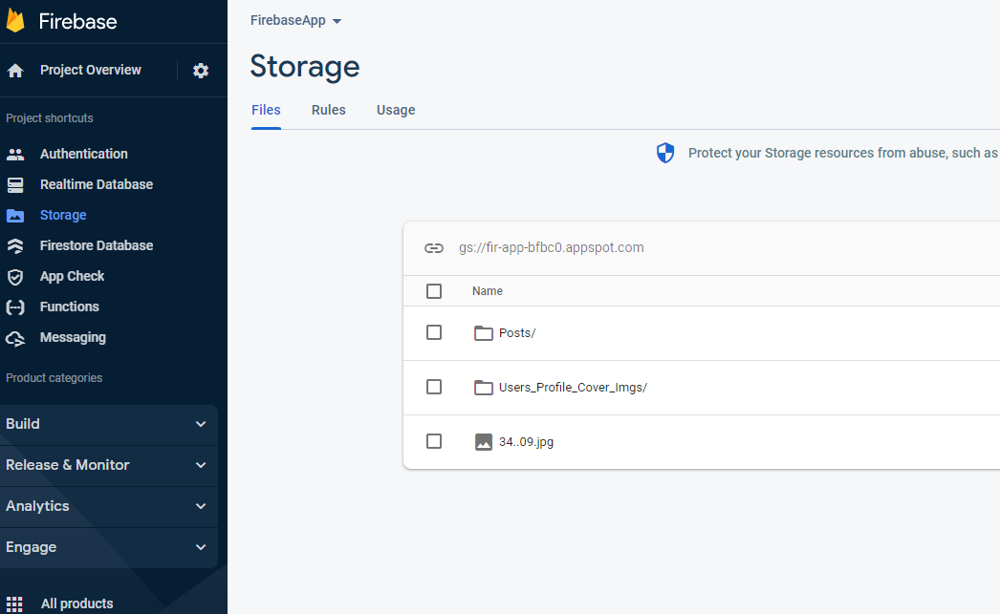 Firebase
Project Overview
Project shortcuts
Authentication
Realtime Database
Storage
Firestore Database
App Check
Functions
Messaging
Product categories
Build
Release & Monitor
Analytics
Engage
All products
FirebaseApp
Storage
Files Rules Usage
Protect your Storage resources from abuse, such as
gs://fir-app-bfbc0.appspot.com
Name
Posts/
Users_Profile_Cover_Imgs/
34..09.jpg